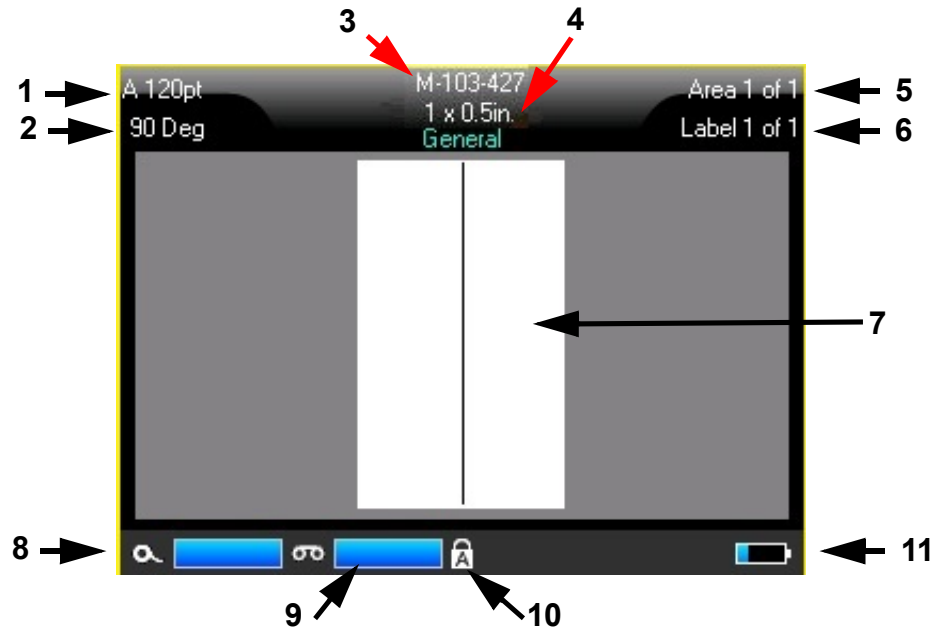 3
4
1
A 120pt
M-103-427
Area 1 of 1
5
2
90 Deg
1 x 0.5in.
Label 1 of 1
6
General
7
8
A
11
9
10